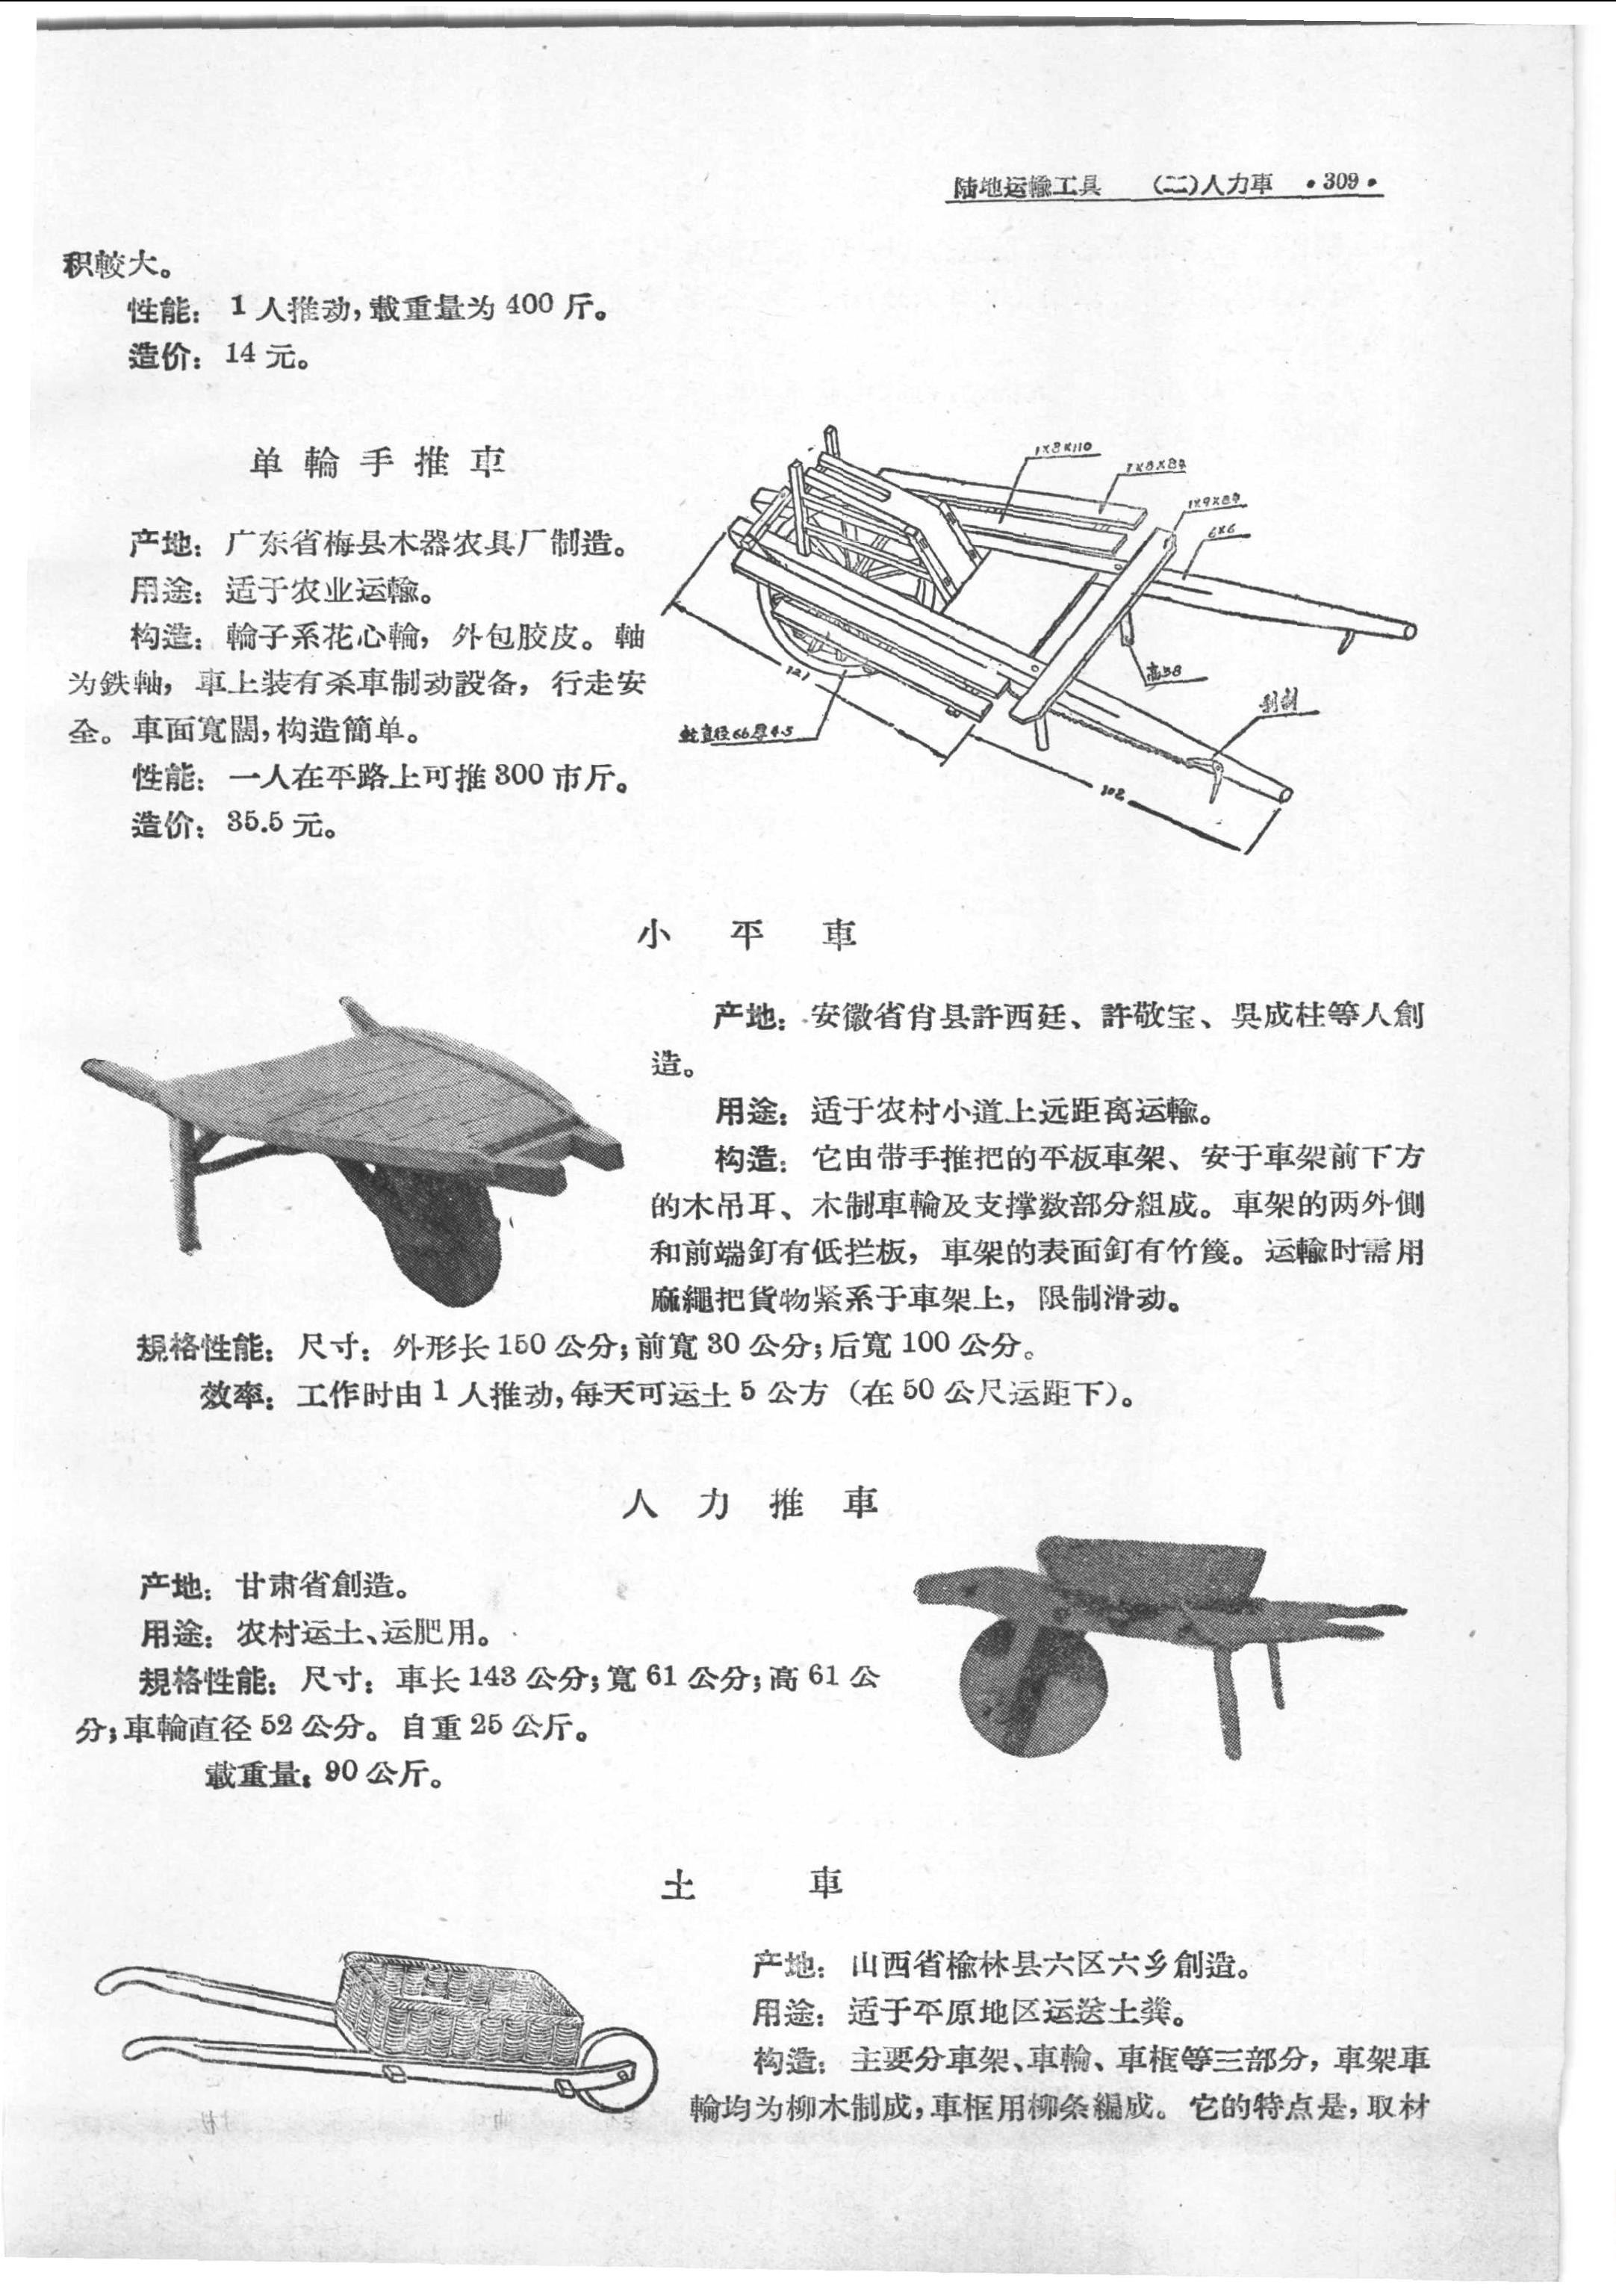 陆地运輸工具 (二)人力車 •309•
积較大。
性能：1人推动，載重量为400斤。
造价：14元。
单輪手推車
产地：广东省梅县木器农具厂制造。
用途：适于农业运輸。
构造：輪子系花心輪，外包胶皮。軸
为鉄軸，車上装有杀車制动設备，行走安
全。車面寬闊，构造簡单。
性能：一人在平路上可推300市斤。
造价：35.5元。
1×8×110
1×8×84
1×9×84
6×6
高38
121
102
小平車
产地：安徽省肖县許西廷、許敬宝、吳成柱等人創
造。
用途：适于农村小道上远距离运輸。
构造：它由带手推把的平板車架、安于車架前下方
的木吊耳、木制車輪及支撑数部分組成。車架的两外側
和前端釘有低拦板，車架的表面釘有竹篾。运輸时需用
麻繩把貨物紧系于車架上，限制滑动。
規格性能：尺寸：外形长150公分；前寬30公分；后寬100公分。
效率：工作时由1人推动，每天可运土5公方（在50公尺运距下）。
人力推車
产地：甘肃省創造。
用途：农村运土、运肥用。
規格性能：尺寸：車长143公分；寬61公分；高61公
分；車輪直径52公分。自重25公斤。
載重量：90公斤。
土車
产地：山西省榆林县六区六乡創造。
用途：适于平原地区运送土粪。
构造：主要分車架、車輪、車框等三部分，車架車
輪均为柳木制成，車框用柳条編成。它的特点是，取材